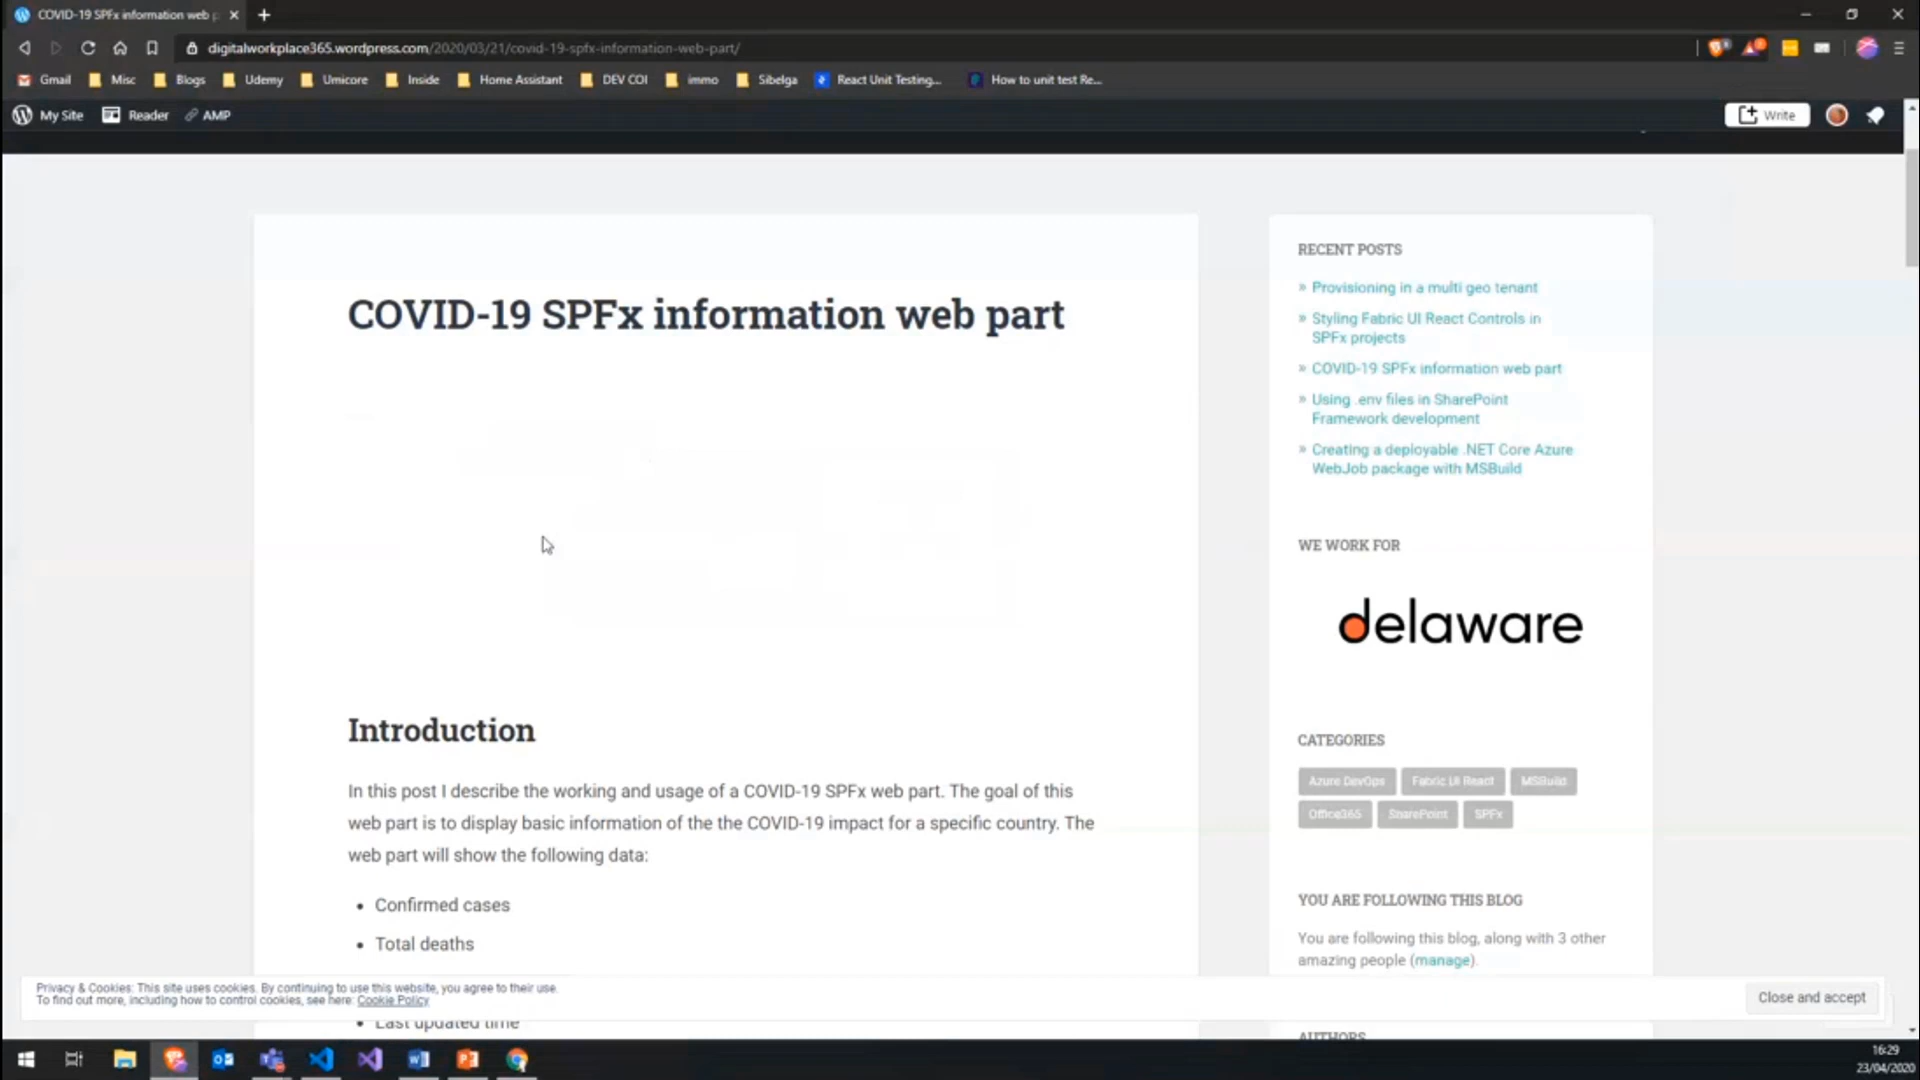 COVID-19 SPFx information web p
digitalworkplace365.wordpress.com/2020/03/21/covid-19-spfx-information-web-part/
Gmail Misc Blogs Udemy Umicore Inside Home Assistant DEV COI immo Sibelga React Unit Testing... How to unit test Re...
My Site Reader AMP Write
COVID-19 SPFx information web part
Introduction
In this post I describe the working and usage of a COVID-19 SPFx web part. The goal of this
web part is to display basic information of the the COVID-19 impact for a specific country. The
web part will show the following data:
• Confirmed cases
• Total deaths
• Last updated time
RECENT POSTS
» Provisioning in a multi geo tenant
» Styling Fabric UI React Controls in
SPFx projects
» COVID-19 SPFx information web part
» Using .env files in SharePoint
Framework development
» Creating a deployable .NET Core Azure
WebJob package with MSBuild
WE WORK FOR
delaware
CATEGORIES
Azure DevOps Fabric UI React MSBuild
Office365 SharePoint SPFx
YOU ARE FOLLOWING THIS BLOG
You are following this blog, along with 3 other
amazing people (manage).
AUTHORS
Privacy & Cookies: This site uses cookies. By continuing to use this website, you agree to their use.
To find out more, including how to control cookies, see here: Cookie Policy
Close and accept
16:29
23/04/2020